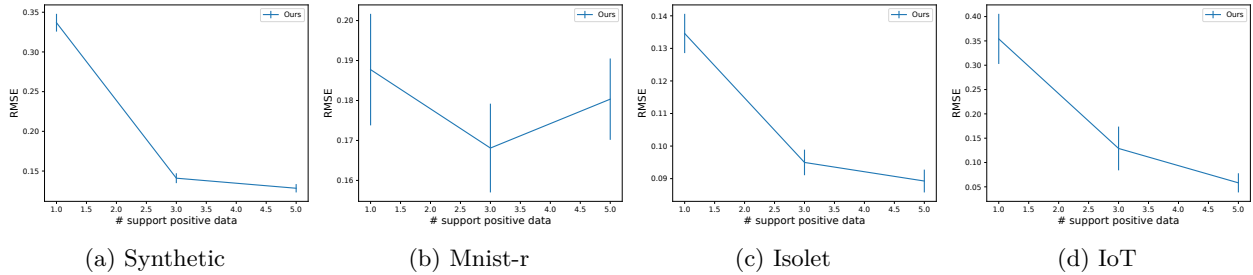 0.35
0.30
0.25
0.20
0.15
RMSE
1.0 1.5 2.0 2.5 3.0 3.5 4.0 4.5 5.0
# support positive data
Ours
(a) Synthetic
0.20
0.19
0.18
0.17
0.16
RMSE
1.0 1.5 2.0 2.5 3.0 3.5 4.0 4.5 5.0
# support positive data
Ours
(b) Mnist-r
0.14
0.13
0.12
0.11
0.10
0.09
RMSE
1.0 1.5 2.0 2.5 3.0 3.5 4.0 4.5 5.0
# support positive data
Ours
(c) Isolet
0.40
0.35
0.30
0.25
0.20
0.15
0.10
0.05
RMSE
1.0 1.5 2.0 2.5 3.0 3.5 4.0 4.5 5.0
# support positive data
Ours
(d) IoT